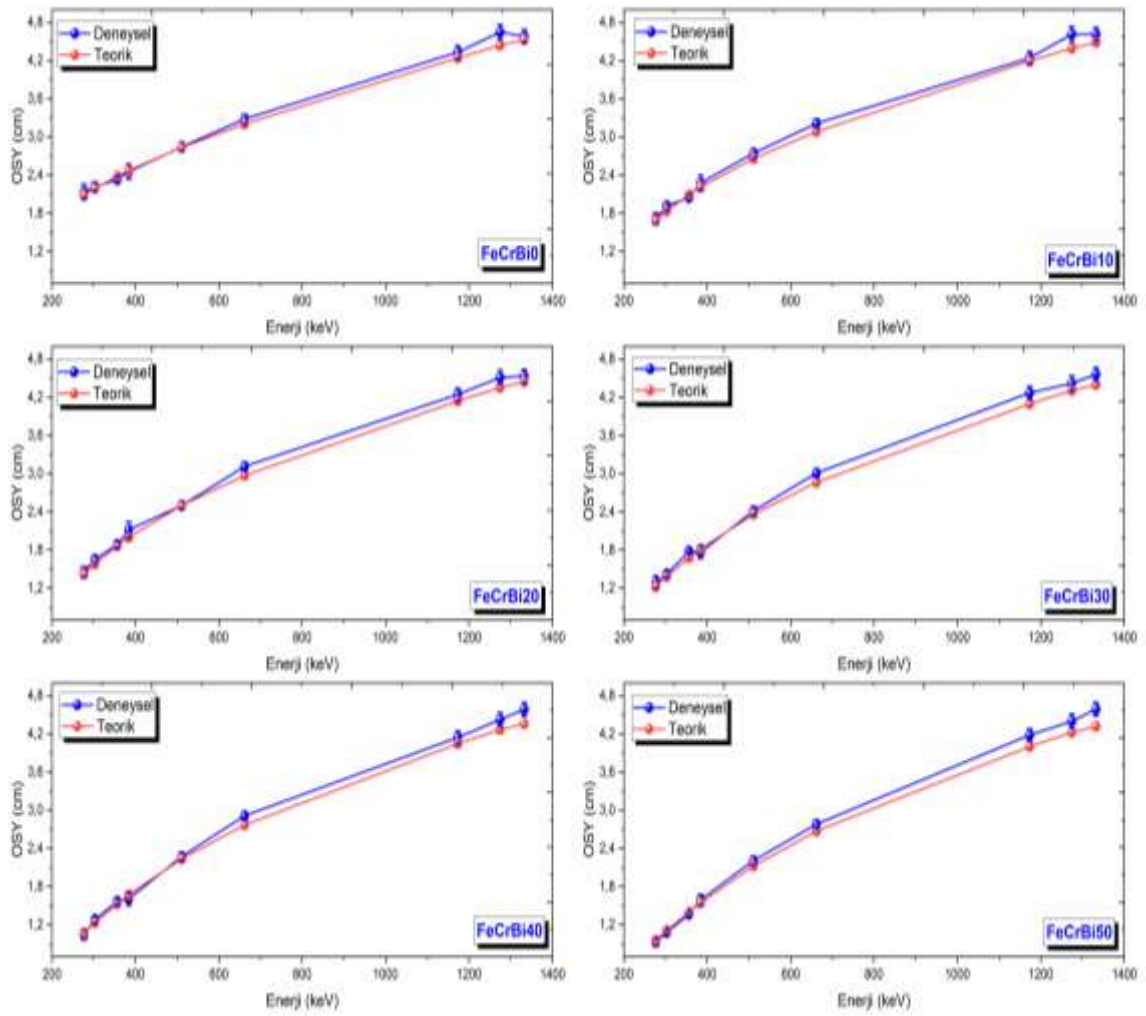 4,8
4,2
3,6
3,0
2,4
1,8
1,2
OSY (cm)
Deneysel
Teorik
FeCrBi0
200 400 600 800 1000 1200 1400
Enerji (keV)
4,8
4,2
3,6
3,0
2,4
1,8
1,2
OSY (cm)
Deneysel
Teorik
FeCrBi10
200 400 600 800 1000 1200 1400
Enerji (keV)
4,8
4,2
3,6
3,0
2,4
1,8
1,2
OSY (cm)
Deneysel
Teorik
FeCrBi20
200 400 600 800 1000 1200 1400
Enerji (keV)
4,8
4,2
3,6
3,0
2,4
1,8
1,2
OSY (cm)
Deneysel
Teorik
FeCrBi30
200 400 600 800 1000 1200 1400
Enerji (keV)
4,8
4,2
3,6
3,0
2,4
1,8
1,2
OSY (cm)
Deneysel
Teorik
FeCrBi40
200 400 600 800 1000 1200 1400
Enerji (keV)
4,8
4,2
3,6
3,0
2,4
1,8
1,2
OSY (cm)
Deneysel
Teorik
FeCrBi50
200 400 600 800 1000 1200 1400
Enerji (keV)